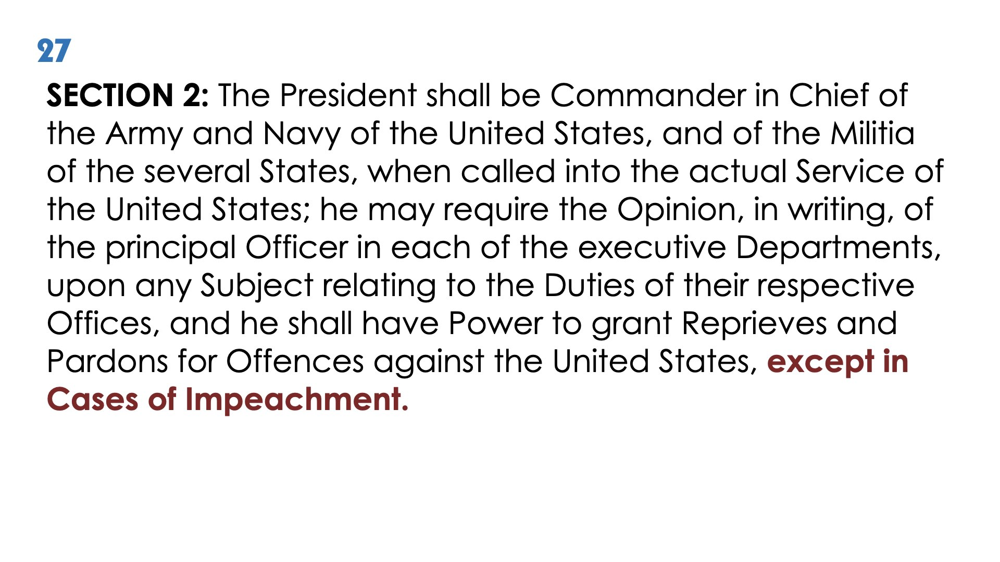 27
SECTION 2: The President shall be Commander in Chief of
the Army and Navy of the United States, and of the Militia
of the several States, when called into the actual Service of
the United States; he may require the Opinion, in writing, of
the principal Officer in each of the executive Departments,
upon any Subject relating to the Duties of their respective
Offices, and he shall have Power to grant Reprieves and
Pardons for Offences against the United States, except in
Cases of Impeachment.